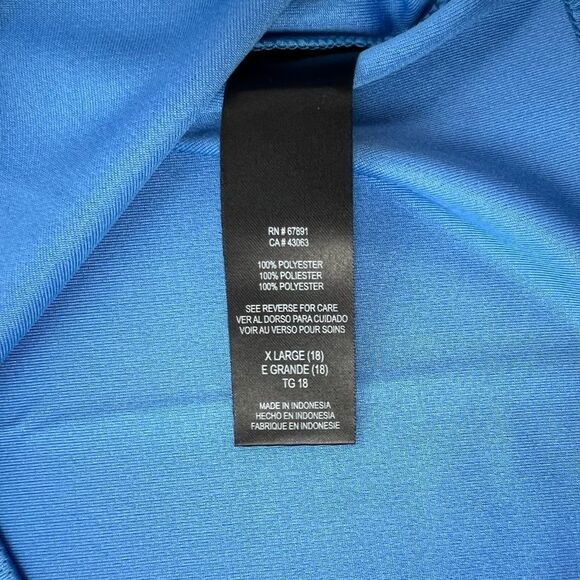 RN # 67891
CA # 43063
100% POLYESTER
100% POLIESTER
100% POLYESTER
SEE REVERSE FOR CARE
VER AL DORSO PARA CUIDADO
VOIR AU VERSO POUR SOINS
X LARGE (18)
E GRANDE (18)
TG 18
MADE IN INDONESIA
HECHO EN INDONESIA
FABRIQUE EN INDONESIE